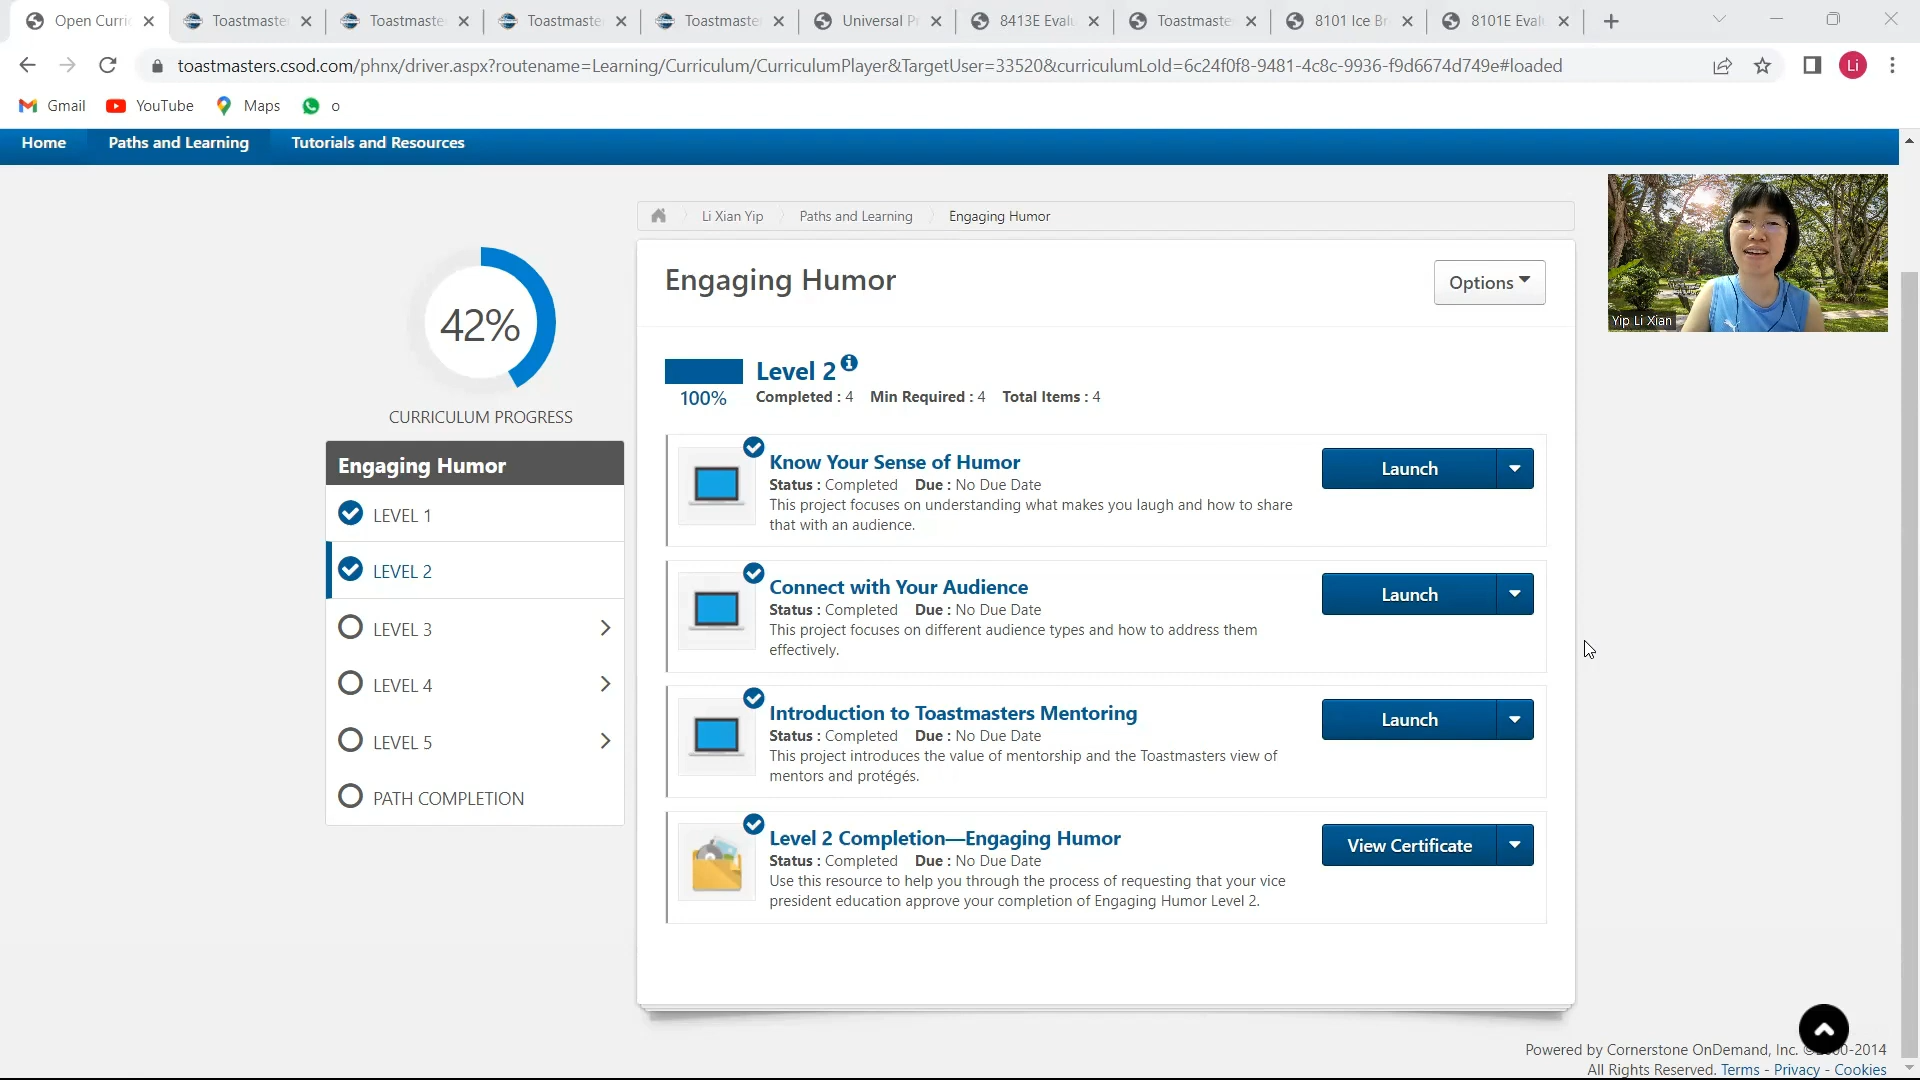 Open Curric
Toastmaste
Toastmaste
Toastmaste
Toastmaste
Universal Pr
8413E Evalu
Toastmaste
8101 Ice Br
8101E Evalu
toastmasters.csod.com/phnx/driver.aspx?routename=Learning/Curriculum/CurriculumPlayer&TargetUser=33520&curriculumLoId=6c24f0f8-9481-4c8c-9936-f9d6674d749e#loaded
Li
Gmail
YouTube
Maps
o
Home
Paths and Learning
Tutorials and Resources
Li Xian Yip
Paths and Learning
Engaging Humor
Yip Li Xian
42%
CURRICULUM PROGRESS
Engaging Humor
LEVEL 1
LEVEL 2
LEVEL 3
LEVEL 4
LEVEL 5
PATH COMPLETION
Engaging Humor
Options
100%
Level 2
Completed : 4 Min Required : 4 Total Items : 4
Know Your Sense of Humor
Status : Completed Due : No Due Date
This project focuses on understanding what makes you laugh and how to share
that with an audience.
Launch
Connect with Your Audience
Status : Completed Due : No Due Date
This project focuses on different audience types and how to address them
effectively.
Launch
Introduction to Toastmasters Mentoring
Status : Completed Due : No Due Date
This project introduces the value of mentorship and the Toastmasters view of
mentors and protégés.
Launch
Level 2 Completion—Engaging Humor
Status : Completed Due : No Due Date
Use this resource to help you through the process of requesting that your vice
president education approve your completion of Engaging Humor Level 2.
View Certificate
Powered by Cornerstone OnDemand, Inc. -2014
All Rights Reserved. Terms - Privacy - Cookies